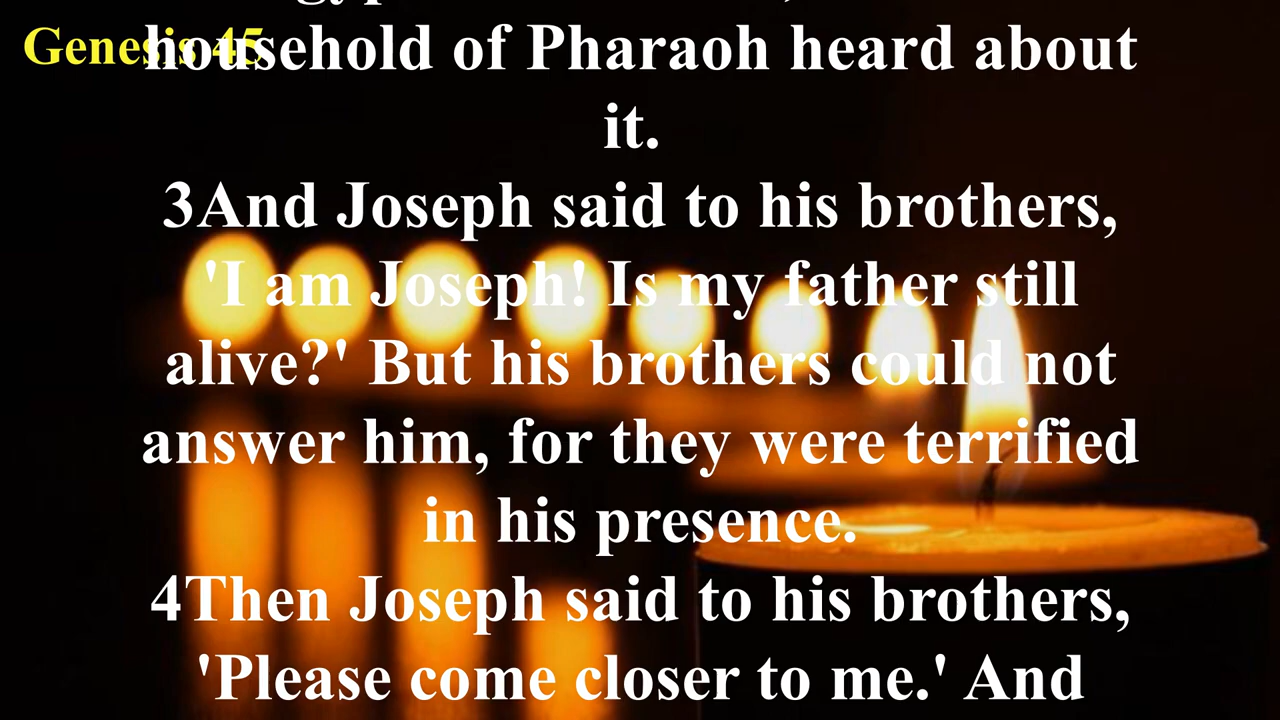 Genesis 45
household of Pharaoh heard about
it.
3And Joseph said to his brothers,
'I am Joseph! Is my father still
alive?' But his brothers could not
answer him, for they were terrified
in his presence.
4Then Joseph said to his brothers,
'Please come closer to me.' And